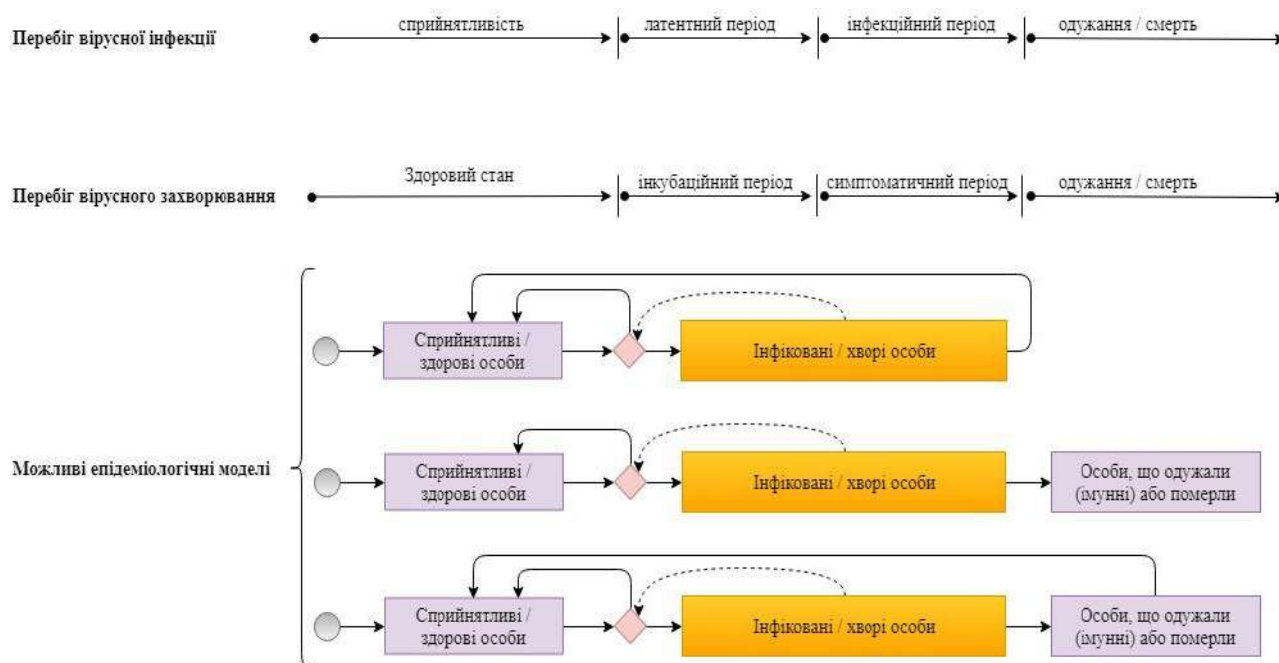 Перебіг вірусної інфекції
сприйнятливість
латентний період
інфекційний період
одужання / смерть
Перебіг вірусного захворювання
Здоровий стан
інкубаційний період
симптоматичний період
одужання / смерть
Можливі епідеміологічні моделі
Сприйнятливі /
здорові особи
Інфіковані / хворі особи
Сприйнятливі /
здорові особи
Інфіковані / хворі особи
Особи, що одужали
(імунні) або померли
Сприйнятливі /
здорові особи
Інфіковані / хворі особи
Особи, що одужали
(імунні) або померли